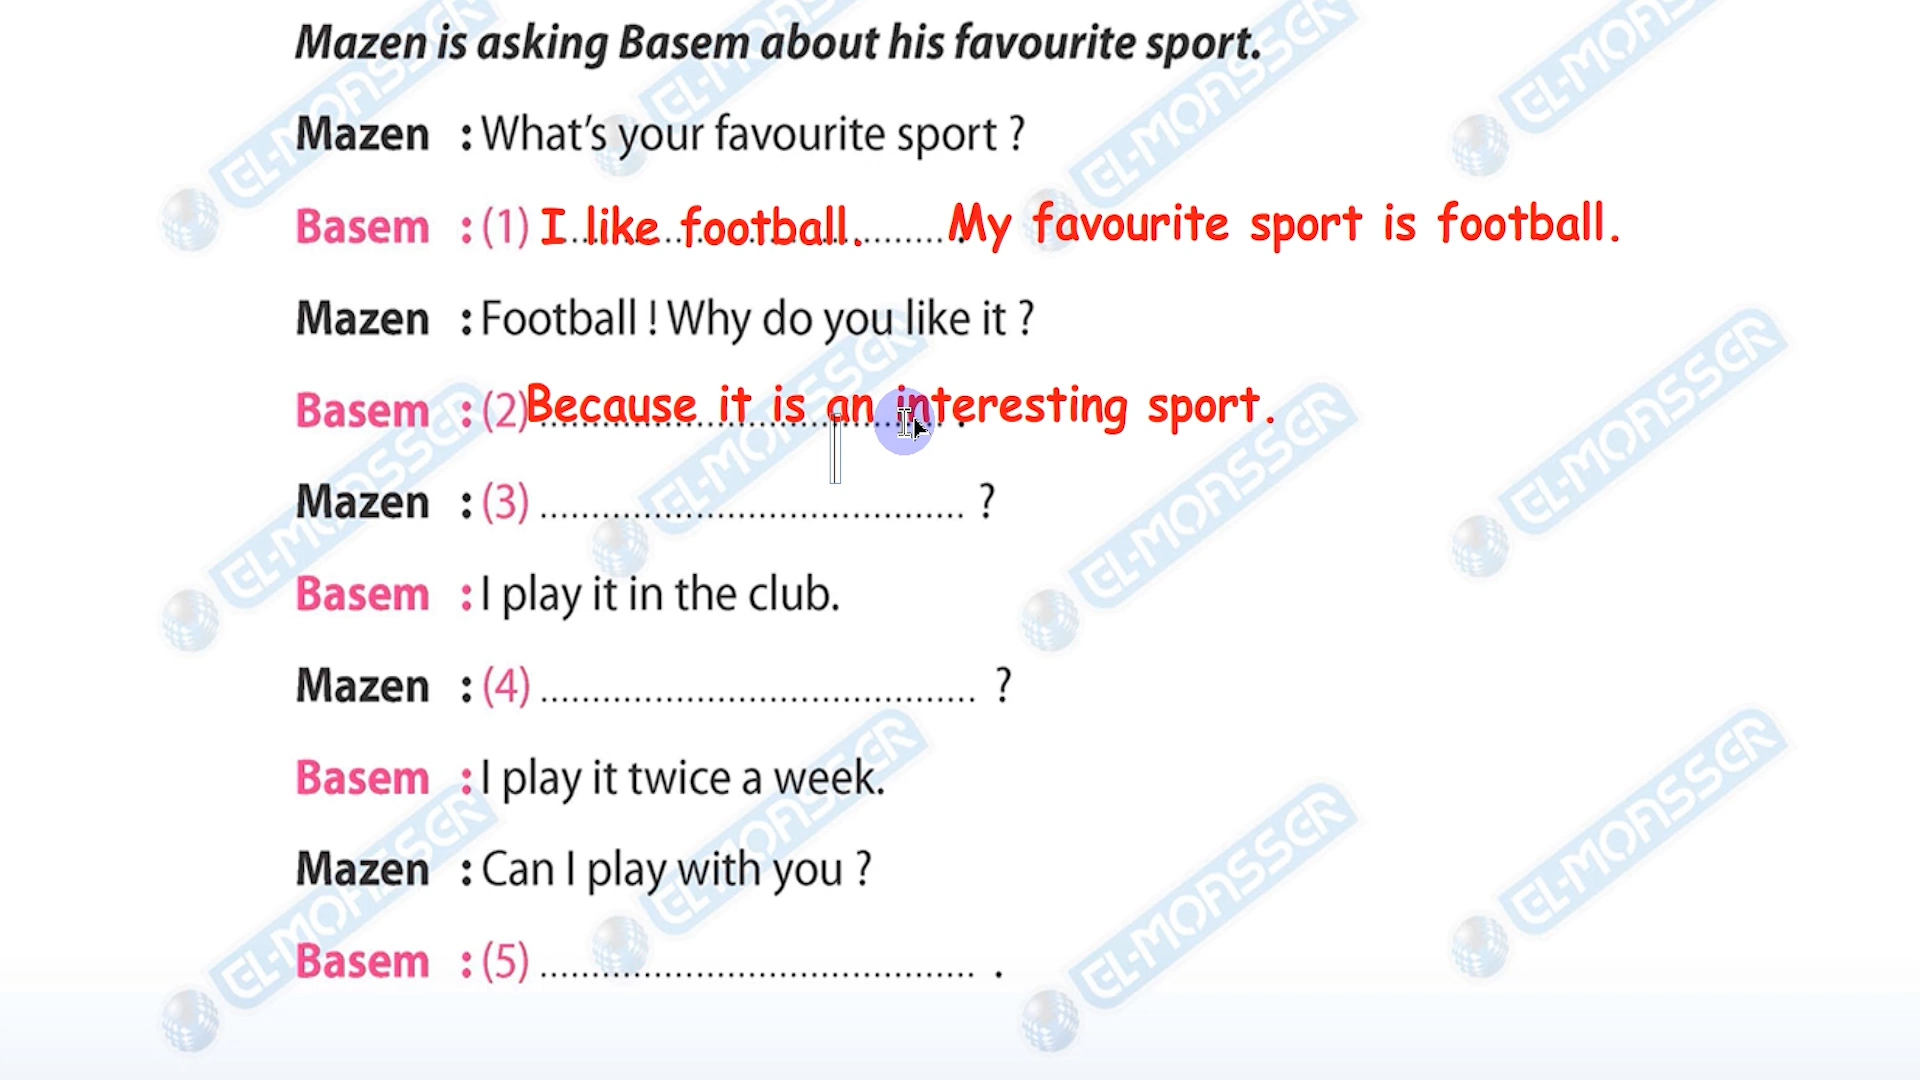 Mazen is asking Basem about his favourite sport.
Mazen : What's your favourite sport ?
Basem : (1) I like football. My favourite sport is football.
Mazen : Football ! Why do you like it ?
Basem : (2) Because it is an interesting sport.
Mazen : (3) ........................................ ?
Basem : I play it in the club.
Mazen : (4) ........................................ ?
Basem : I play it twice a week.
Mazen : Can I play with you ?
Basem : (5) ........................................ .
EL-MOASSER